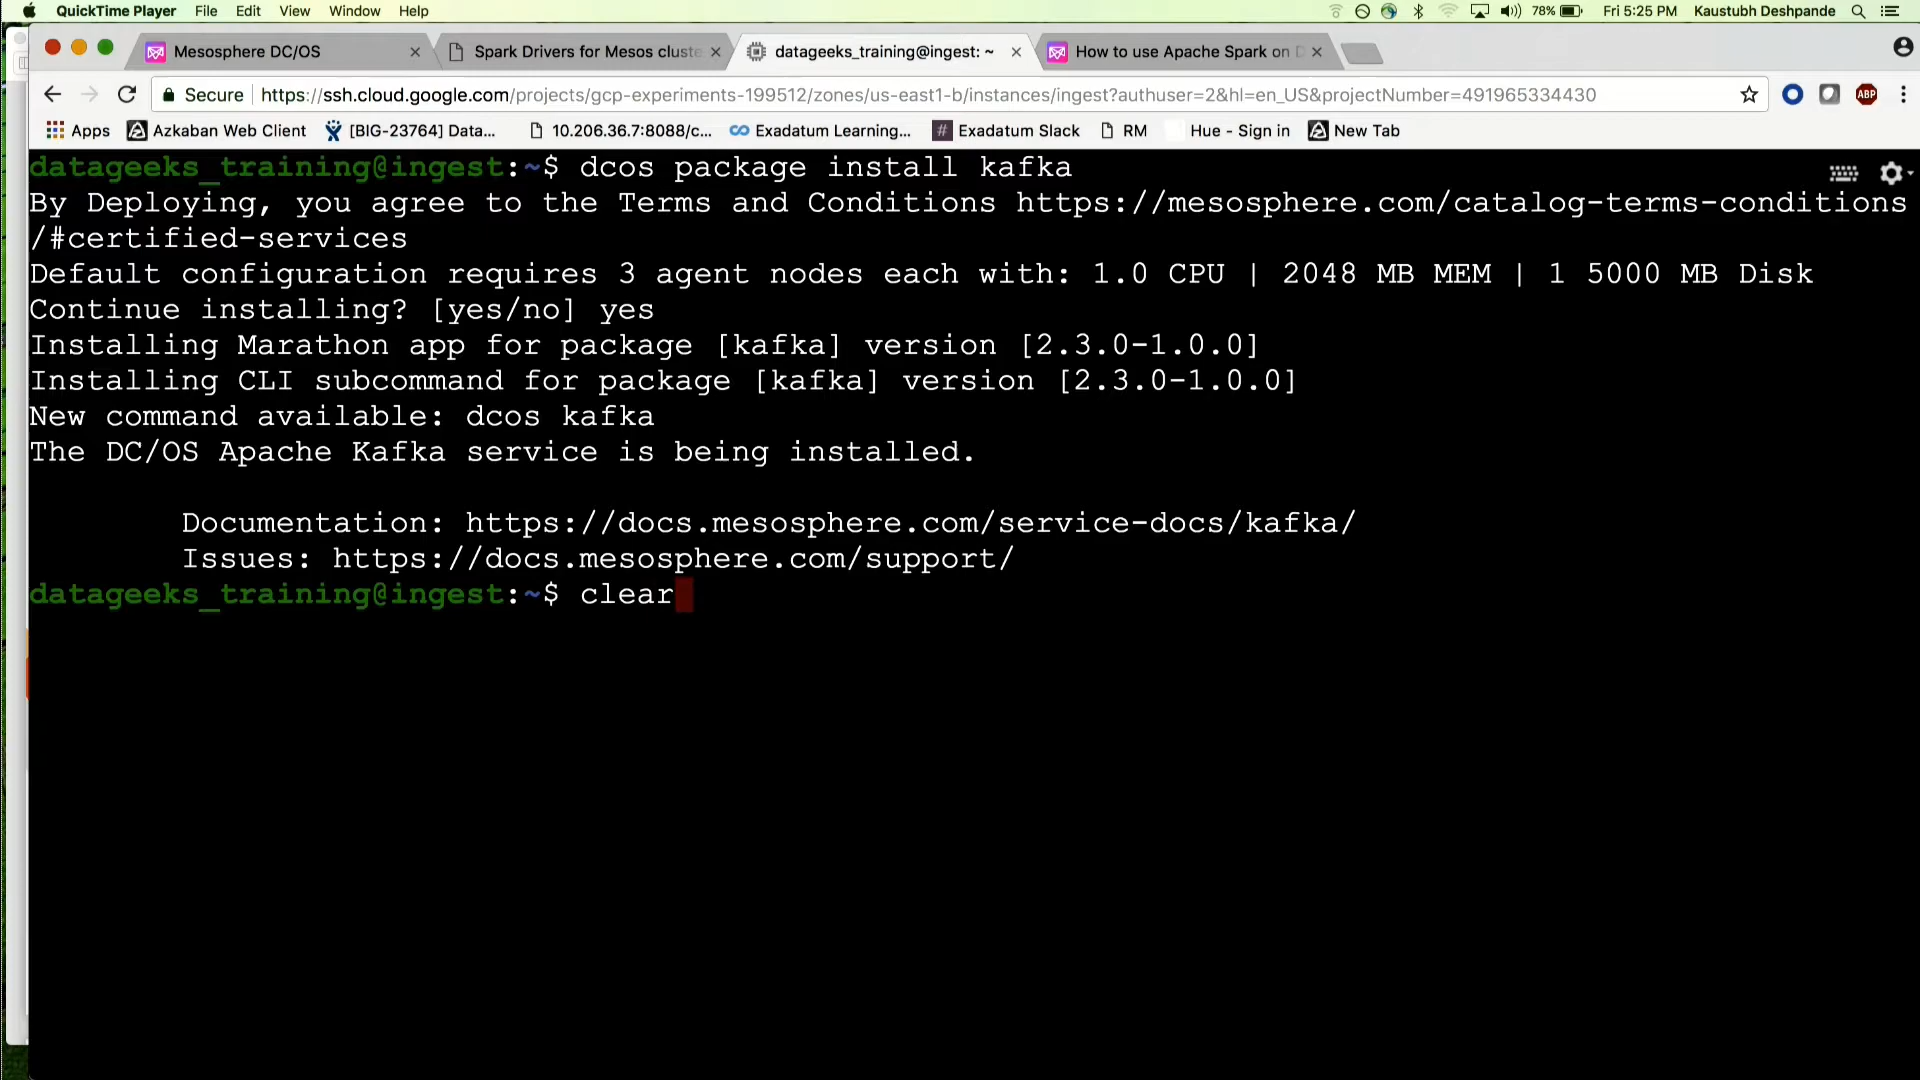 QuickTime Player File Edit View Window Help 78% Fri 5:25 PM Kaustubh Deshpande
Mesosphere DC/OS Spark Drivers for Mesos cluste datageeks_training@ingest: ~ How to use Apache Spark on D
Secure https://ssh.cloud.google.com/projects/gcp-experiments-199512/zones/us-east1-b/instances/ingest?authuser=2&hl=en_US&projectNumber=491965334430 ABP
Apps Azkaban Web Client [BIG-23764] Data... 10.206.36.7:8088/c... Exadatum Learning... # Exadatum Slack RM Hue - Sign in New Tab
datageeks_training@ingest:~$ dcos package install kafka
By Deploying, you agree to the Terms and Conditions https://mesosphere.com/catalog-terms-conditions
/#certified-services
Default configuration requires 3 agent nodes each with: 1.0 CPU | 2048 MB MEM | 1 5000 MB Disk
Continue installing? [yes/no] yes
Installing Marathon app for package [kafka] version [2.3.0-1.0.0]
Installing CLI subcommand for package [kafka] version [2.3.0-1.0.0]
New command available: dcos kafka
The DC/OS Apache Kafka service is being installed.
Documentation: https://docs.mesosphere.com/service-docs/kafka/
Issues: https://docs.mesosphere.com/support/
datageeks_training@ingest:~$ clear